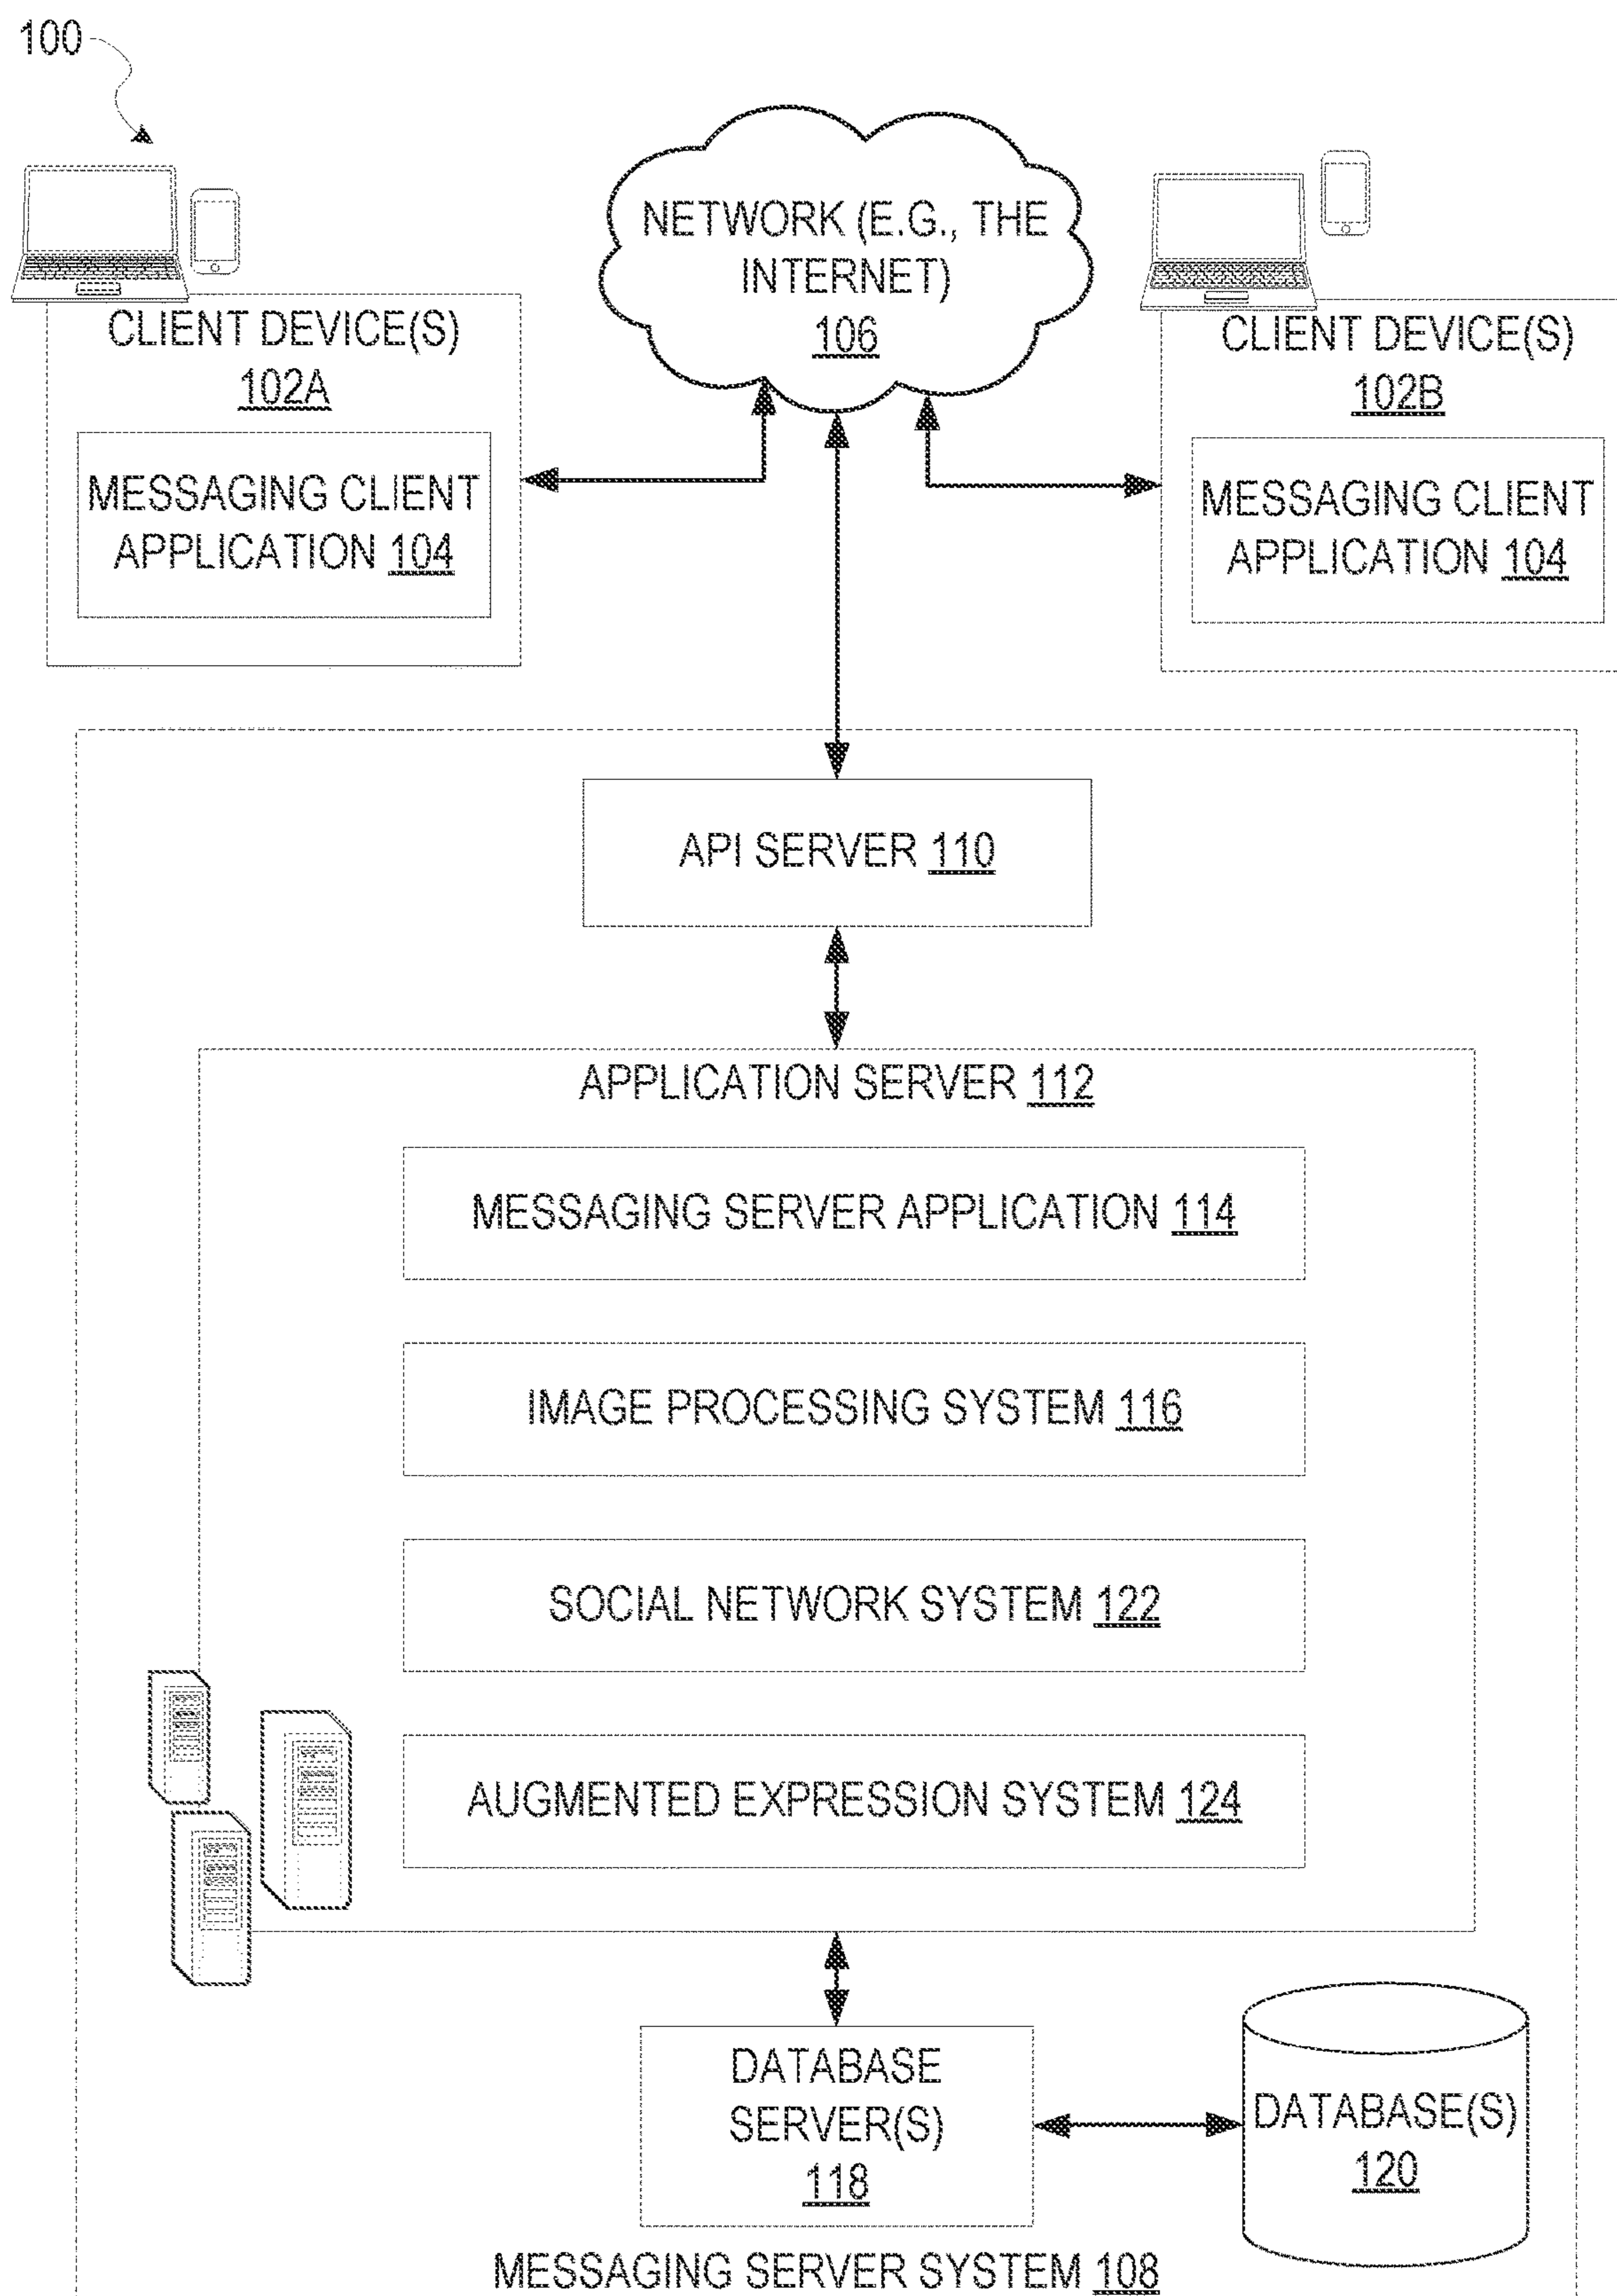 100
NETWORK (E.G., THE
INTERNET)
106
CLIENT DEVICE(S)
102A
MESSAGING CLIENT
APPLICATION 104
CLIENT DEVICE(S)
102B
MESSAGING CLIENT
APPLICATION 104
API SERVER 110
APPLICATION SERVER 112
MESSAGING SERVER APPLICATION 114
IMAGE PROCESSING SYSTEM 116
SOCIAL NETWORK SYSTEM 122
AUGMENTED EXPRESSION SYSTEM 124
DATABASE
SERVER(S)
118
DATABASE(S)
120
MESSAGING SERVER SYSTEM 108